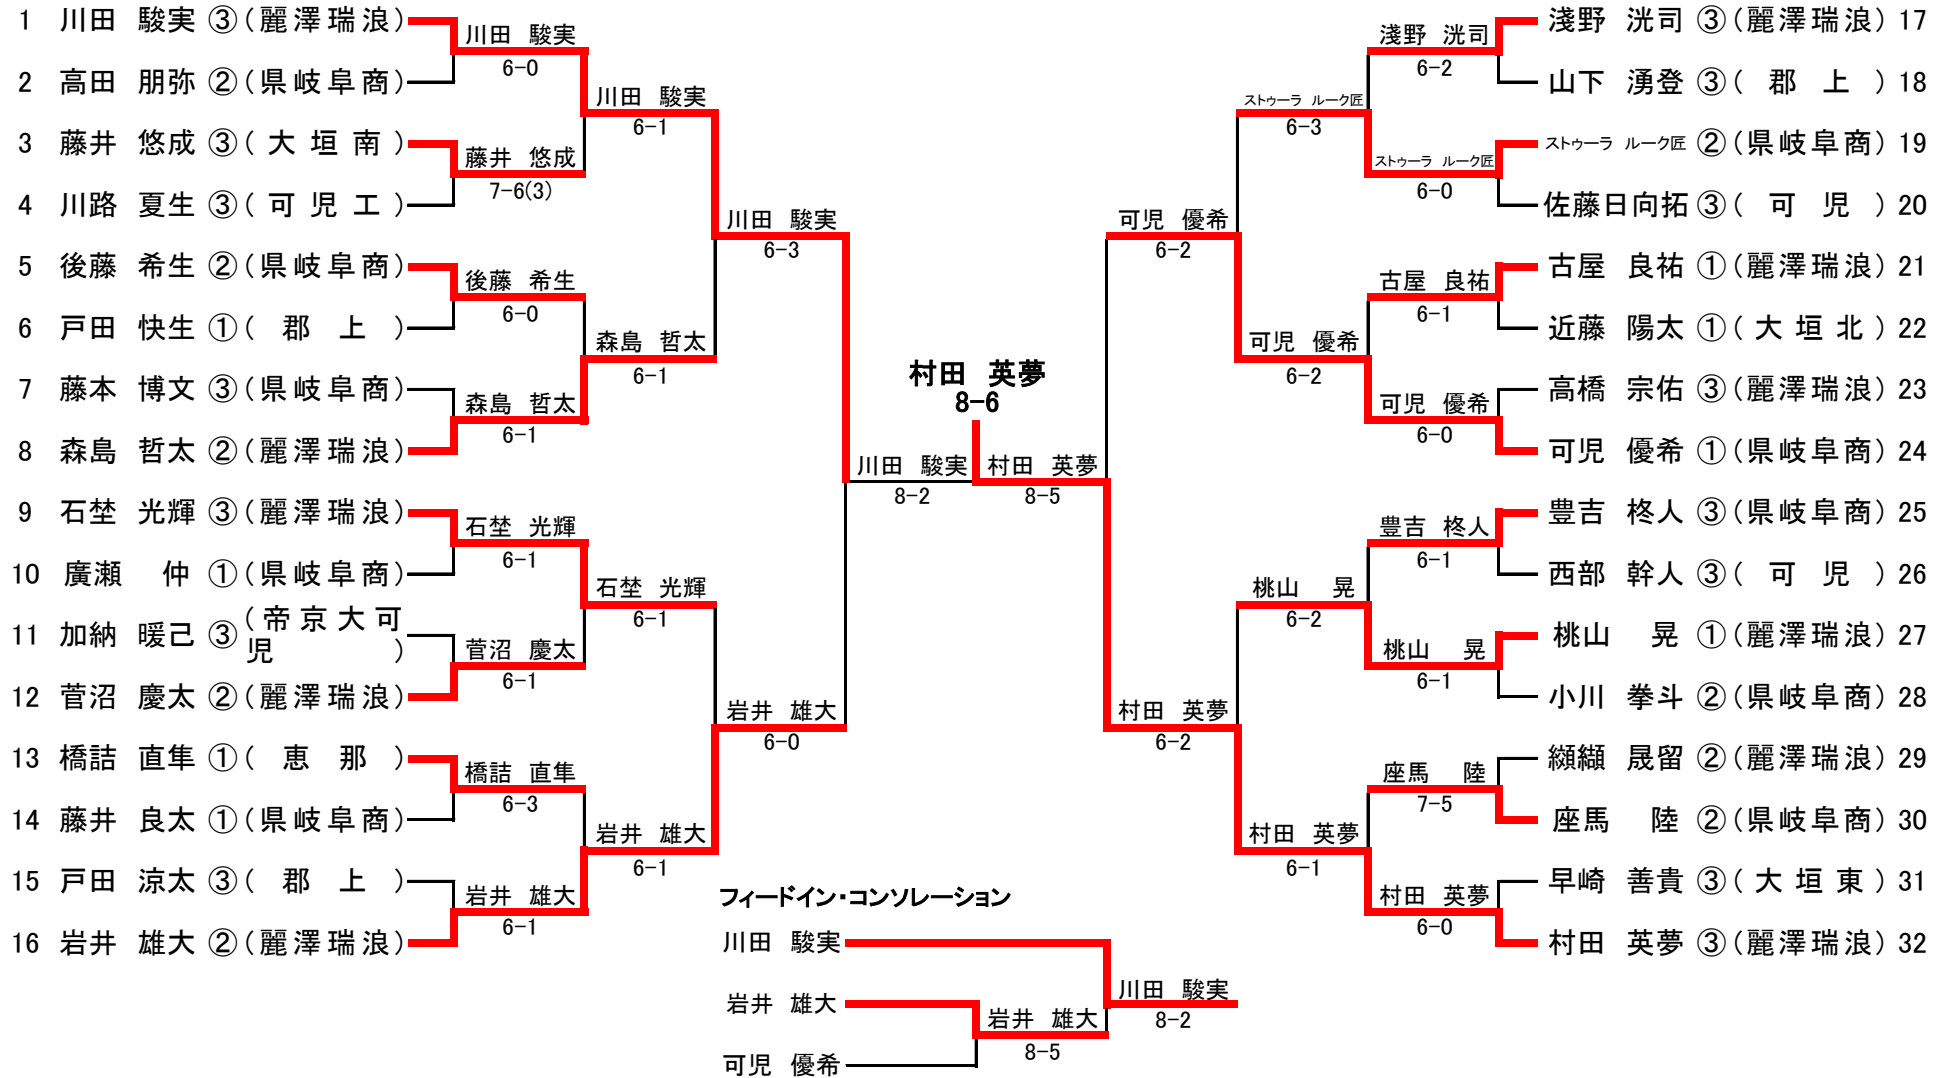 1 川田 駿実 ③(麗澤瑞浪)
2 高田 朋弥 ②(県岐阜商)
3 藤井 悠成 ③(大垣南)
4 川路 夏生 ③(可児工)
5 後藤 希生 ②(県岐阜商)
6 戸田 快生 ①(郡上)
7 藤本 博文 ③(県岐阜商)
8 森島 哲太 ②(麗澤瑞浪)
9 石埜 光輝 ③(麗澤瑞浪)
10 廣瀬 仲 ①(県岐阜商)
11 加納 暖己 ③(帝京大可
児)
12 菅沼 慶太 ②(麗澤瑞浪)
13 橋詰 直隼 ①(恵那)
14 藤井 良太 ①(県岐阜商)
15 戸田 涼太 ③(郡上)
16 岩井 雄大 ②(麗澤瑞浪)
川田 駿実
6-0
藤井 悠成
7-6(3)
後藤 希生
6-0
森島 哲太
6-1
石埜 光輝
6-1
菅沼 慶太
6-1
橋詰 直隼
6-3
岩井 雄大
6-1
川田 駿実
6-1
森島 哲太
6-1
石埜 光輝
6-1
岩井 雄大
6-1
川田 駿実
6-3
岩井 雄大
6-0
川田 駿実
8-2
村田 英夢
8-6
村田 英夢
8-5
可児 優希
6-2
村田 英夢
6-2
ストゥーラ ルーク匠
6-3
可児 優希
6-2
桃山 晃
6-2
村田 英夢
6-1
淺野 洸司
6-2
ストゥーラ ルーク匠
6-0
古屋 良祐
6-1
可児 優希
6-0
豊吉 柊人
6-1
桃山 晃
6-1
座馬 陸
7-5
村田 英夢
6-0
淺野 洸司 ③(麗澤瑞浪) 17
山下 湧登 ③(郡上) 18
ストゥーラ ルーク匠 ②(県岐阜商) 19
佐藤日向拓 ③(可児) 20
古屋 良祐 ①(麗澤瑞浪) 21
近藤 陽太 ①(大垣北) 22
高橋 宗佑 ③(麗澤瑞浪) 23
可児 優希 ①(県岐阜商) 24
豊吉 柊人 ③(県岐阜商) 25
西部 幹人 ③(可児) 26
桃山 晃 ①(麗澤瑞浪) 27
小川 拳斗 ②(県岐阜商) 28
纐纈 晟留 ②(麗澤瑞浪) 29
座馬 陸 ②(県岐阜商) 30
早崎 善貴 ③(大垣東) 31
村田 英夢 ③(麗澤瑞浪) 32
フィードイン・コンソレーション
川田 駿実
岩井 雄大
可児 優希
岩井 雄大
8-5
川田 駿実
8-2